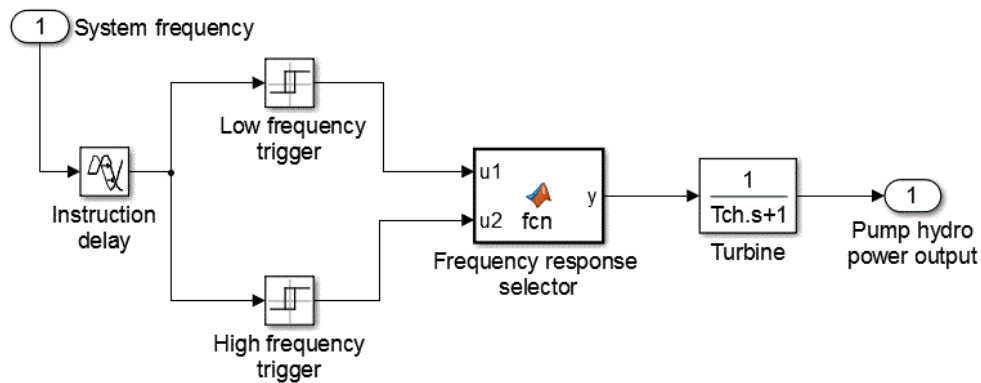 1 System frequency
Low frequency
trigger
Instruction
delay
u1
u2
fcn
y
Frequency response
selector
1
Tch.s+1
Turbine
1
Pump hydro
power output
High frequency
trigger